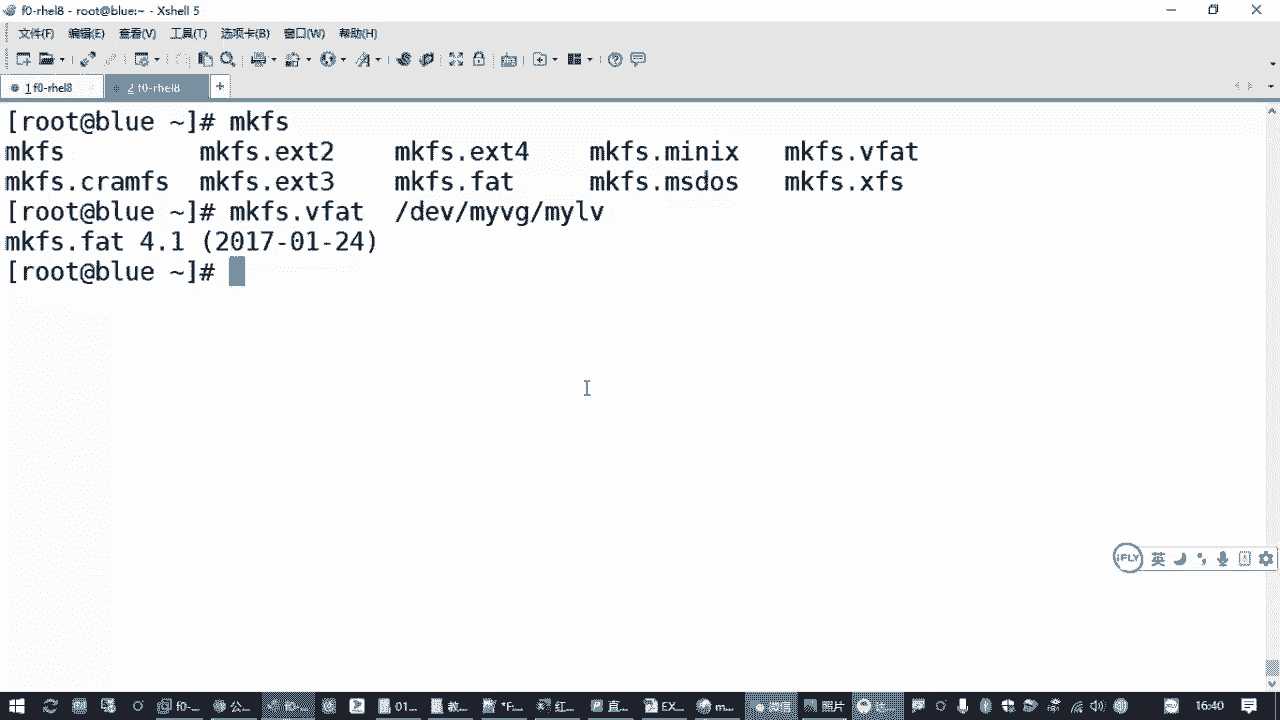 f0-rhel8 - root@blue:~ - Xshell 5
文件(F) 编辑(E) 查看(V) 工具(T) 选项卡(B) 窗口(W) 帮助(H)
1 f0-rhel8 2 f0-rhel8 +
[root@blue ~]# mkfs
mkfs mkfs.ext2 mkfs.ext4 mkfs.minix mkfs.vfat
mkfs.cramfs mkfs.ext3 mkfs.fat mkfs.msdos mkfs.xfs
[root@blue ~]# mkfs.vfat /dev/myvg/mylv
mkfs.fat 4.1 (2017-01-24)
[root@blue ~]#
iFLY 英
f0-... 公... 01... 教... 直... EX... m... 照片 16:40